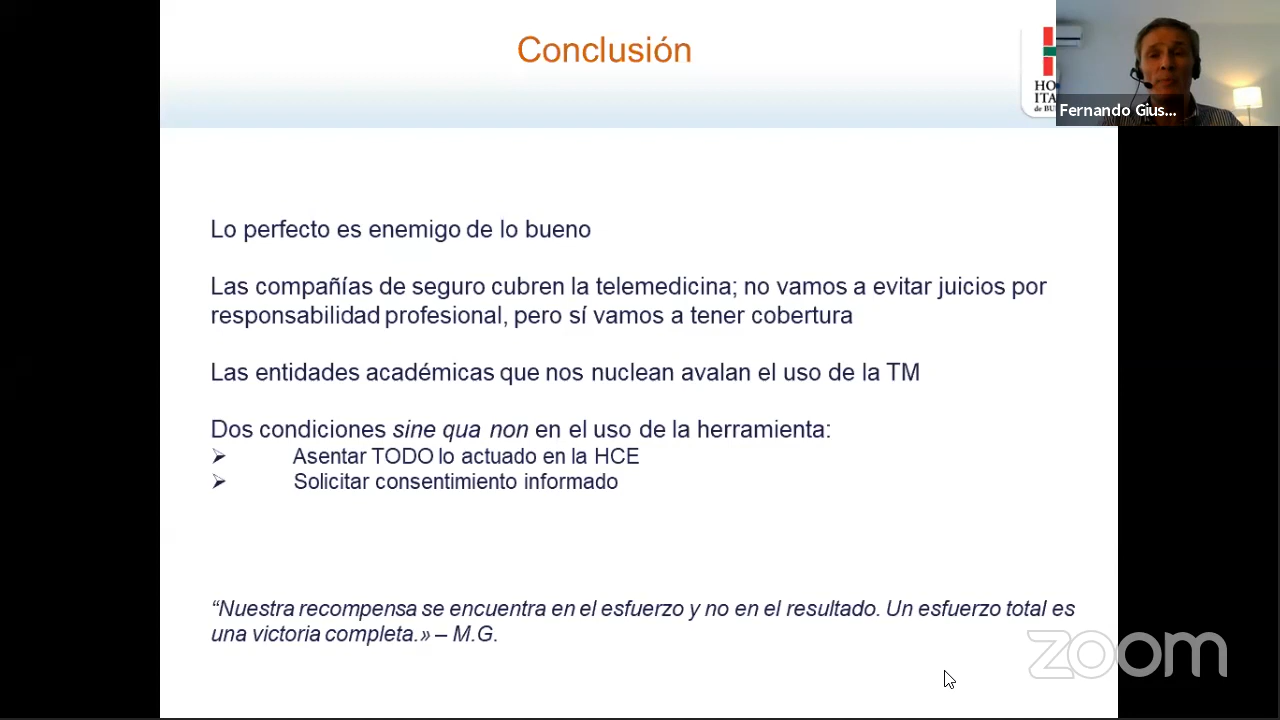 Conclusión
HO
ITA
de BU
Fernando Gius...
Lo perfecto es enemigo de lo bueno
Las compañías de seguro cubren la telemedicina; no vamos a evitar juicios por
responsabilidad profesional, pero sí vamos a tener cobertura
Las entidades académicas que nos nuclean avalan el uso de la TM
Dos condiciones sine qua non en el uso de la herramienta:
➢ Asentar TODO lo actuado en la HCE
➢ Solicitar consentimiento informado
“Nuestra recompensa se encuentra en el esfuerzo y no en el resultado. Un esfuerzo total es
una victoria completa.» – M.G.
zoom